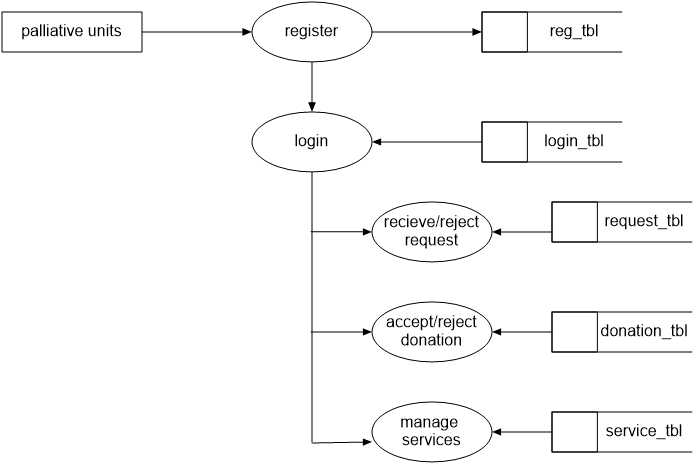 palliative units
register
reg_tbl
login
login_tbl
recieve/reject
request
request_tbl
accept/reject
donation
donation_tbl
manage
services
service_tbl